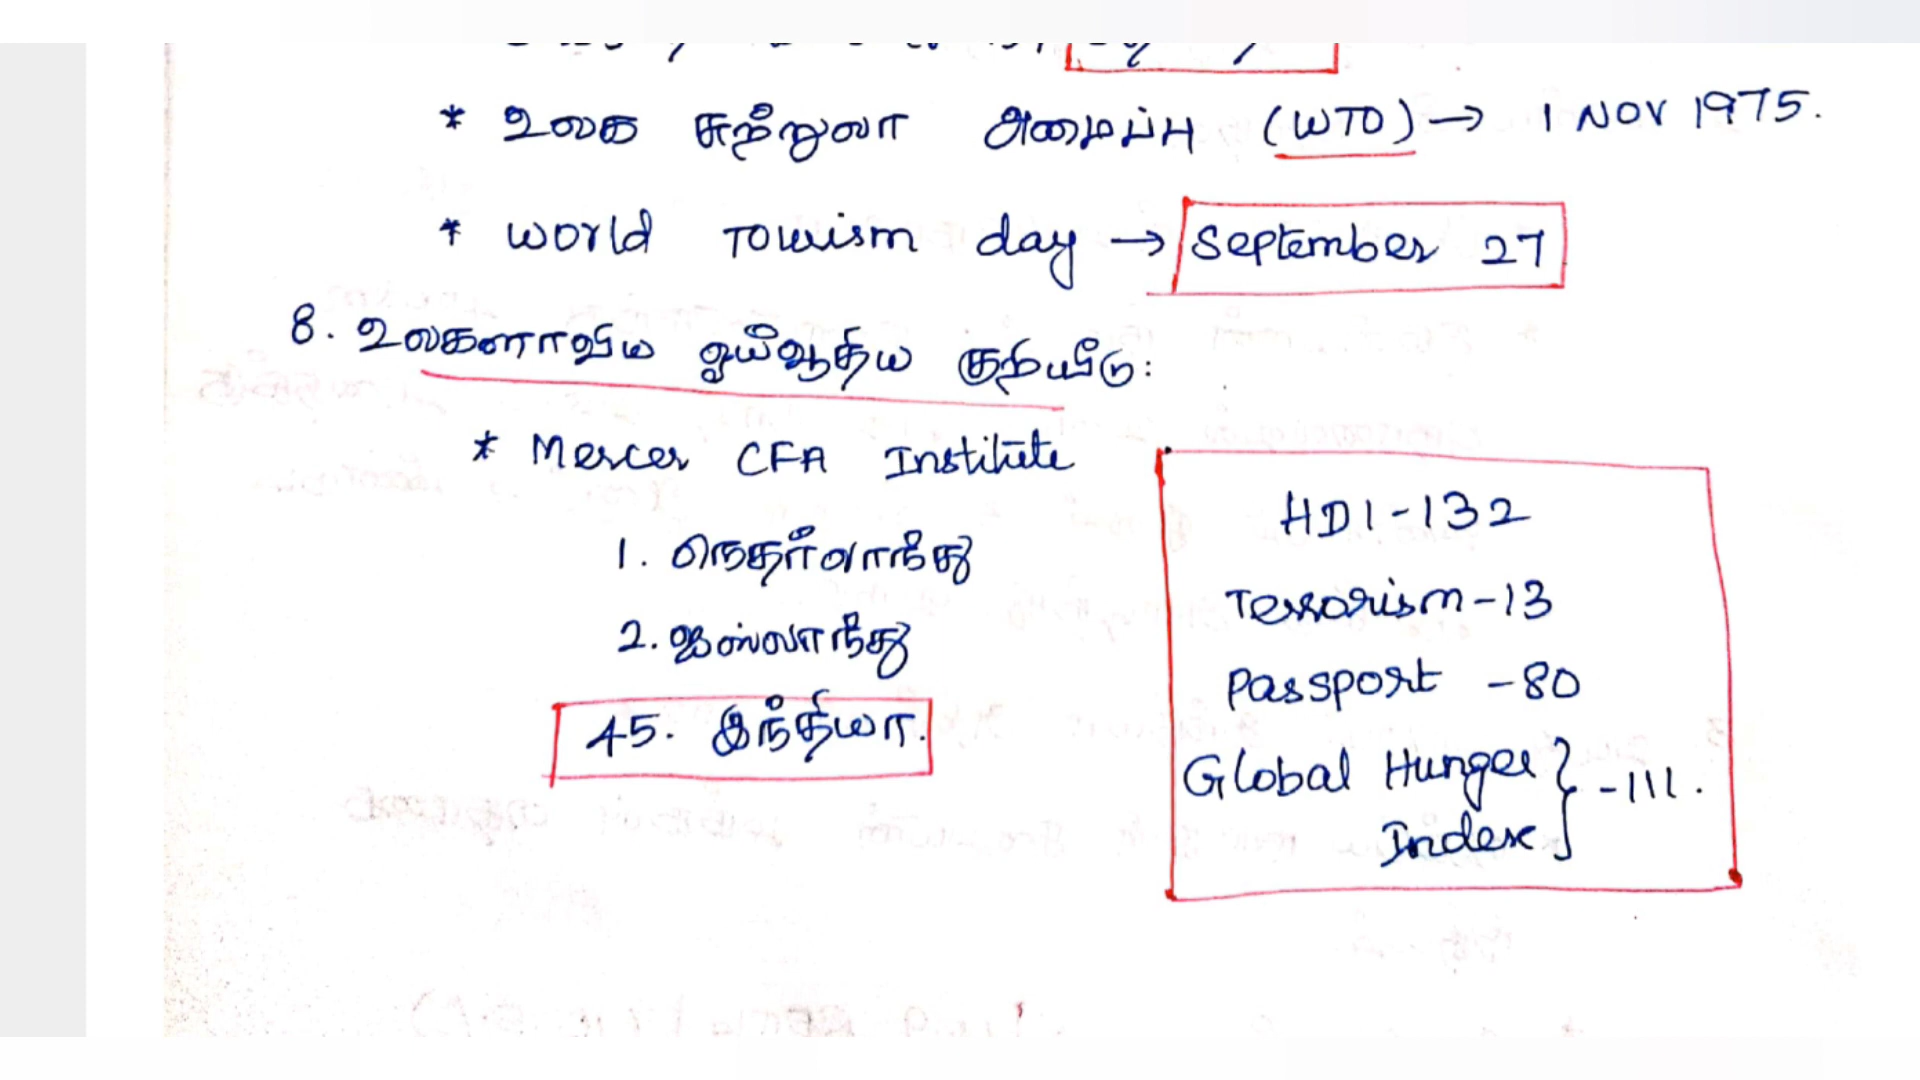 * உலக சுற்றுலா அமைப்பு (WTO) → 1 NOV 1975.
* World Tourism day → September 27
8. உலகளாவிய ஓய்வூதிய குறியீடு:
* Mercer CFA Institute
1. நெதர்லாந்து
2. ஐஸ்லாந்து
45. இந்தியா.
HDI - 132
Terrorism - 13
Passport - 80
Global Hunger Index } - 111.